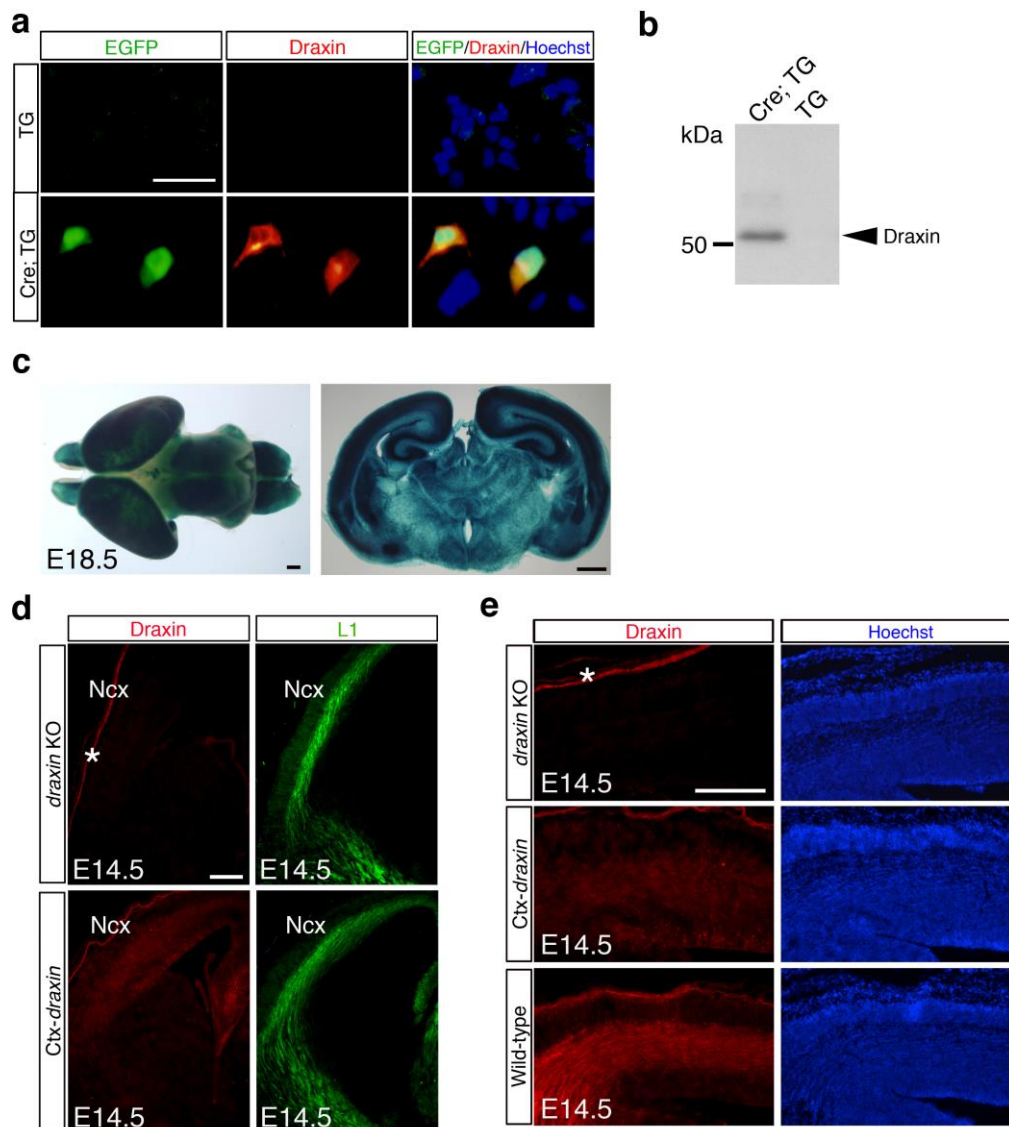 a
EGFP Draxin EGFP/Draxin/Hoechst
TG
Cre; TG
b
Cre; TG TG
kDa
50 Draxin
c
E18.5
d
Draxin L1
draxin KO
Ncx Ncx
*
E14.5 E14.5
Ctx-draxin
Ncx Ncx
E14.5 E14.5
e
Draxin Hoechst
draxin KO
*
E14.5
Ctx-draxin
E14.5
Wild-type
E14.5